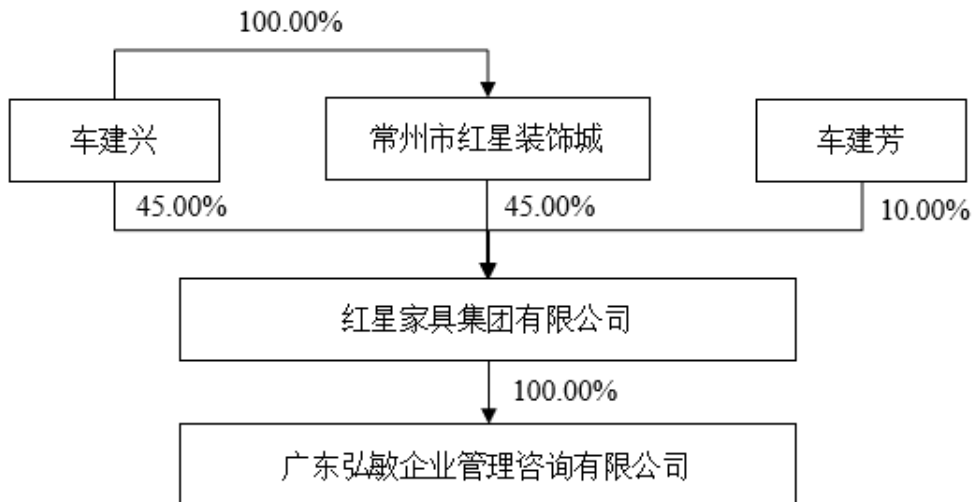 100.00%
车建兴
常州市红星装饰城
车建芳
45.00%
45.00%
10.00%
红星家具集团有限公司
100.00%
广东弘敏企业管理咨询有限公司